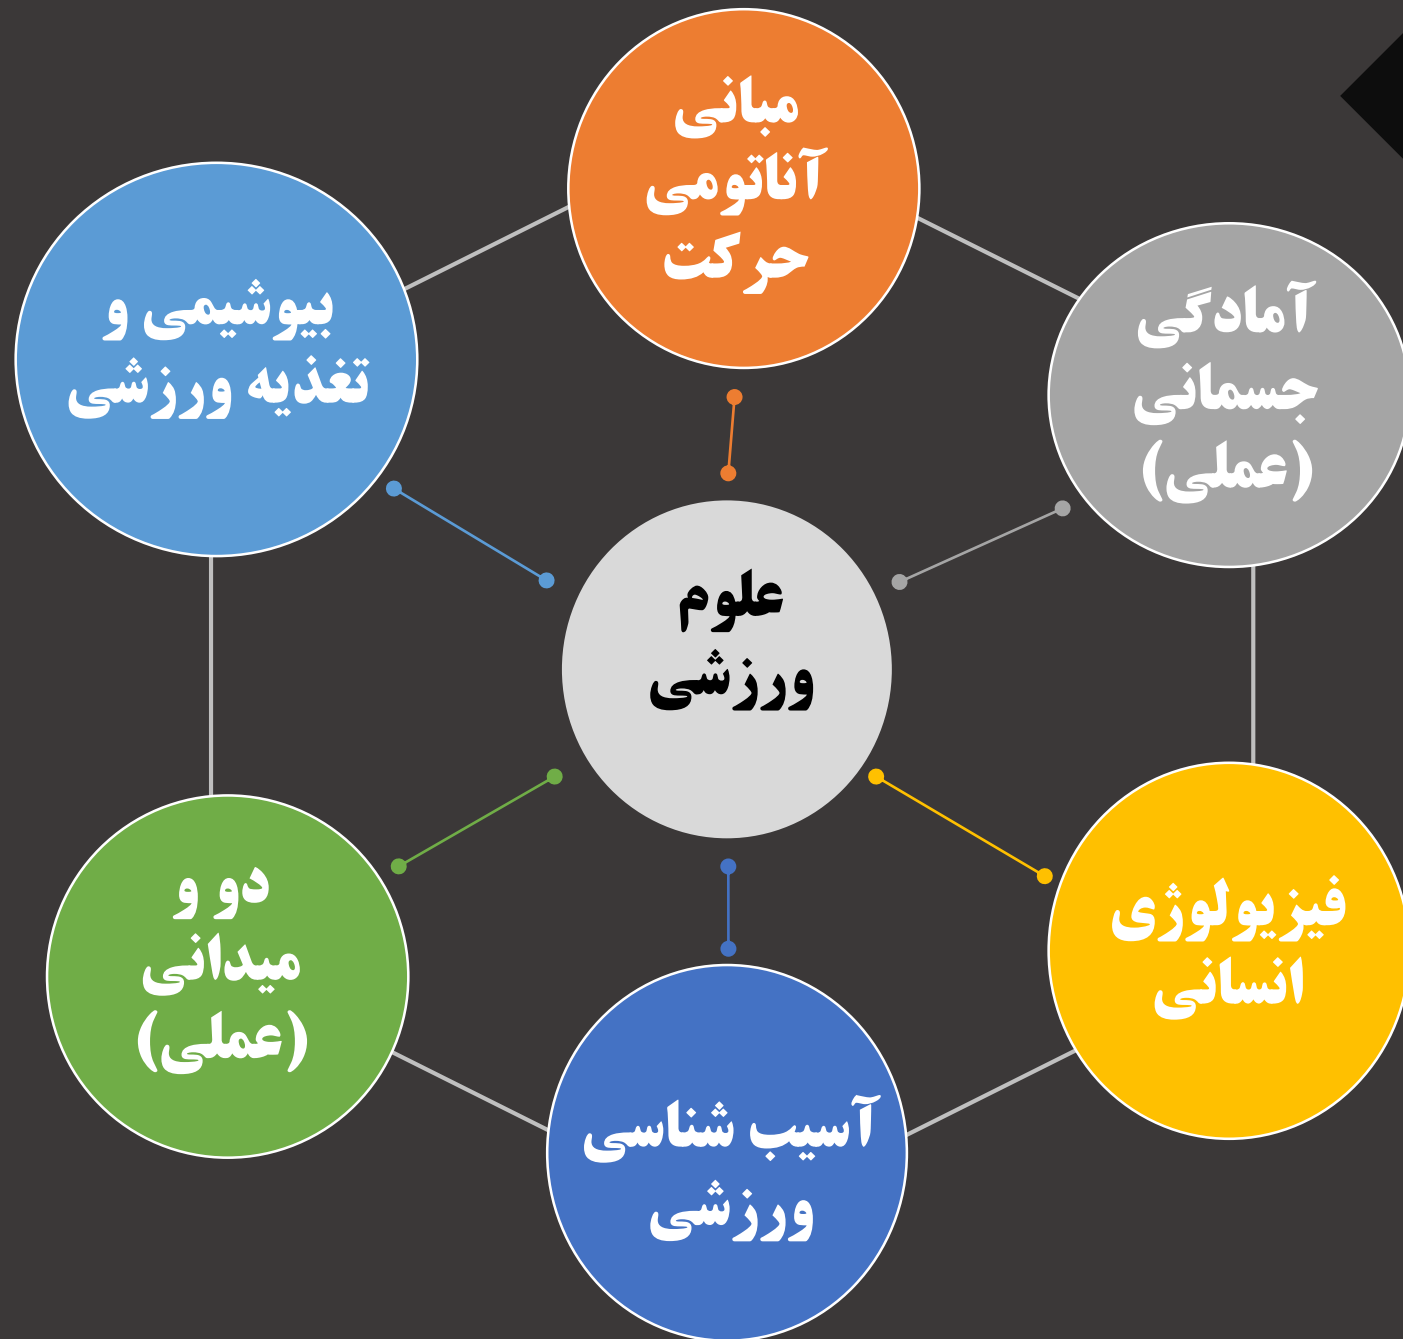 مبانی
آناتومی
حرکت
آمادگی
جسمانی
(عملی)
فیزیولوژی
انسانی
آسیب شناسی
ورزشی
دو و
میدانی
(عملی)
بیوشیمی و
تغذیه ورزشی
علوم
ورزشی